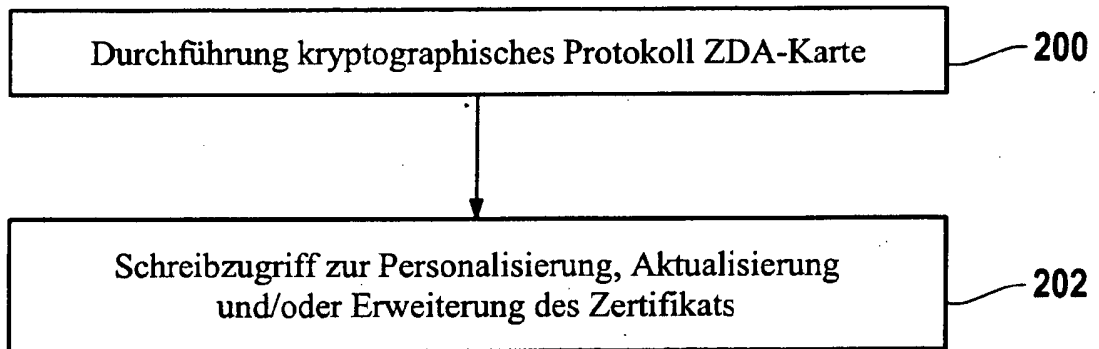 Durchführung kryptographisches Protokoll ZDA-Karte
200
Schreibzugriff zur Personalisierung, Aktualisierung
und/oder Erweiterung des Zertifikats
202